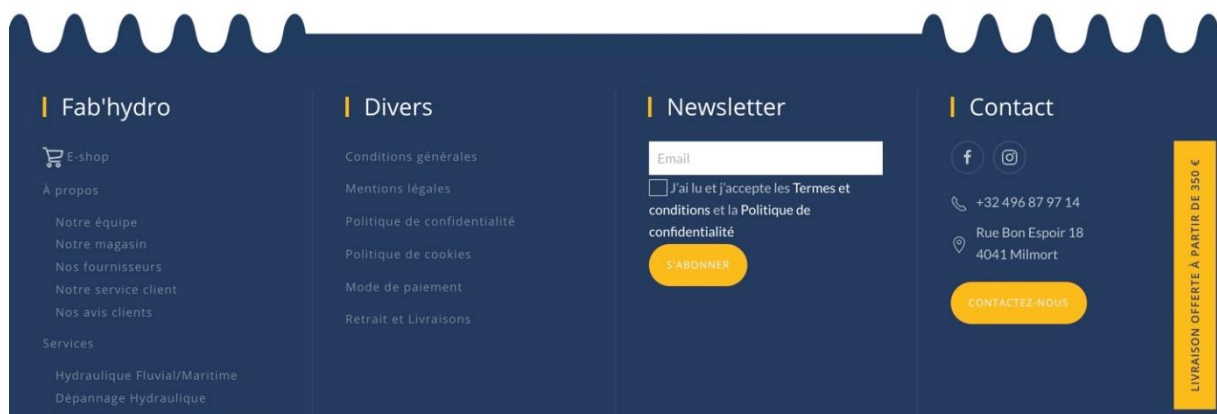 Fab'hydro
E-shop
À propos
Notre équipe
Notre magasin
Nos fournisseurs
Notre service client
Nos avis clients
Services
Hydraulique Fluvial/Maritime
Dépannage Hydraulique
Divers
Conditions générales
Mentions légales
Politique de confidentialité
Politique de cookies
Mode de paiement
Retrait et Livraisons
Newsletter
Email
J'ai lu et j'accepte les Termes et
conditions et la Politique de
confidentialité
S'ABONNER
Contact
+32 496 87 97 14
Rue Bon Espoir 18
4041 Milmort
CONTACTEZ-NOUS
LIVRAISON OFFERTE À PARTIR DE 350 €